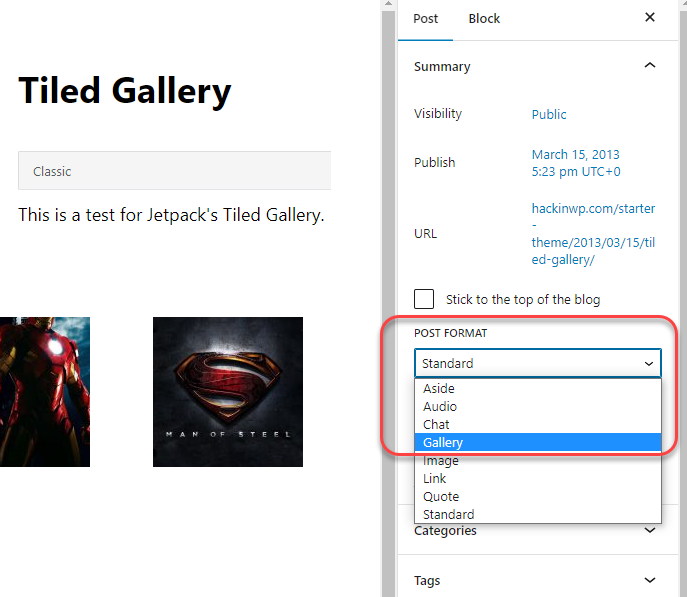 Post
Block
Summary
Tiled Gallery
Visibility
Public
Publish
March 15, 2013
5:23 pm UTC+0
Classic
This is a test for Jetpack's Tiled Gallery.
URL
hackinwp.com/starter
-
theme/2013/03/15/til
ed-gallery/
Stick to the top of the blog
POST FORMAT
Standard
Aside
Audio
Chat
Gallery
Image
Link
Quote
Standard
MAN OF STEEL
Categories
Tags